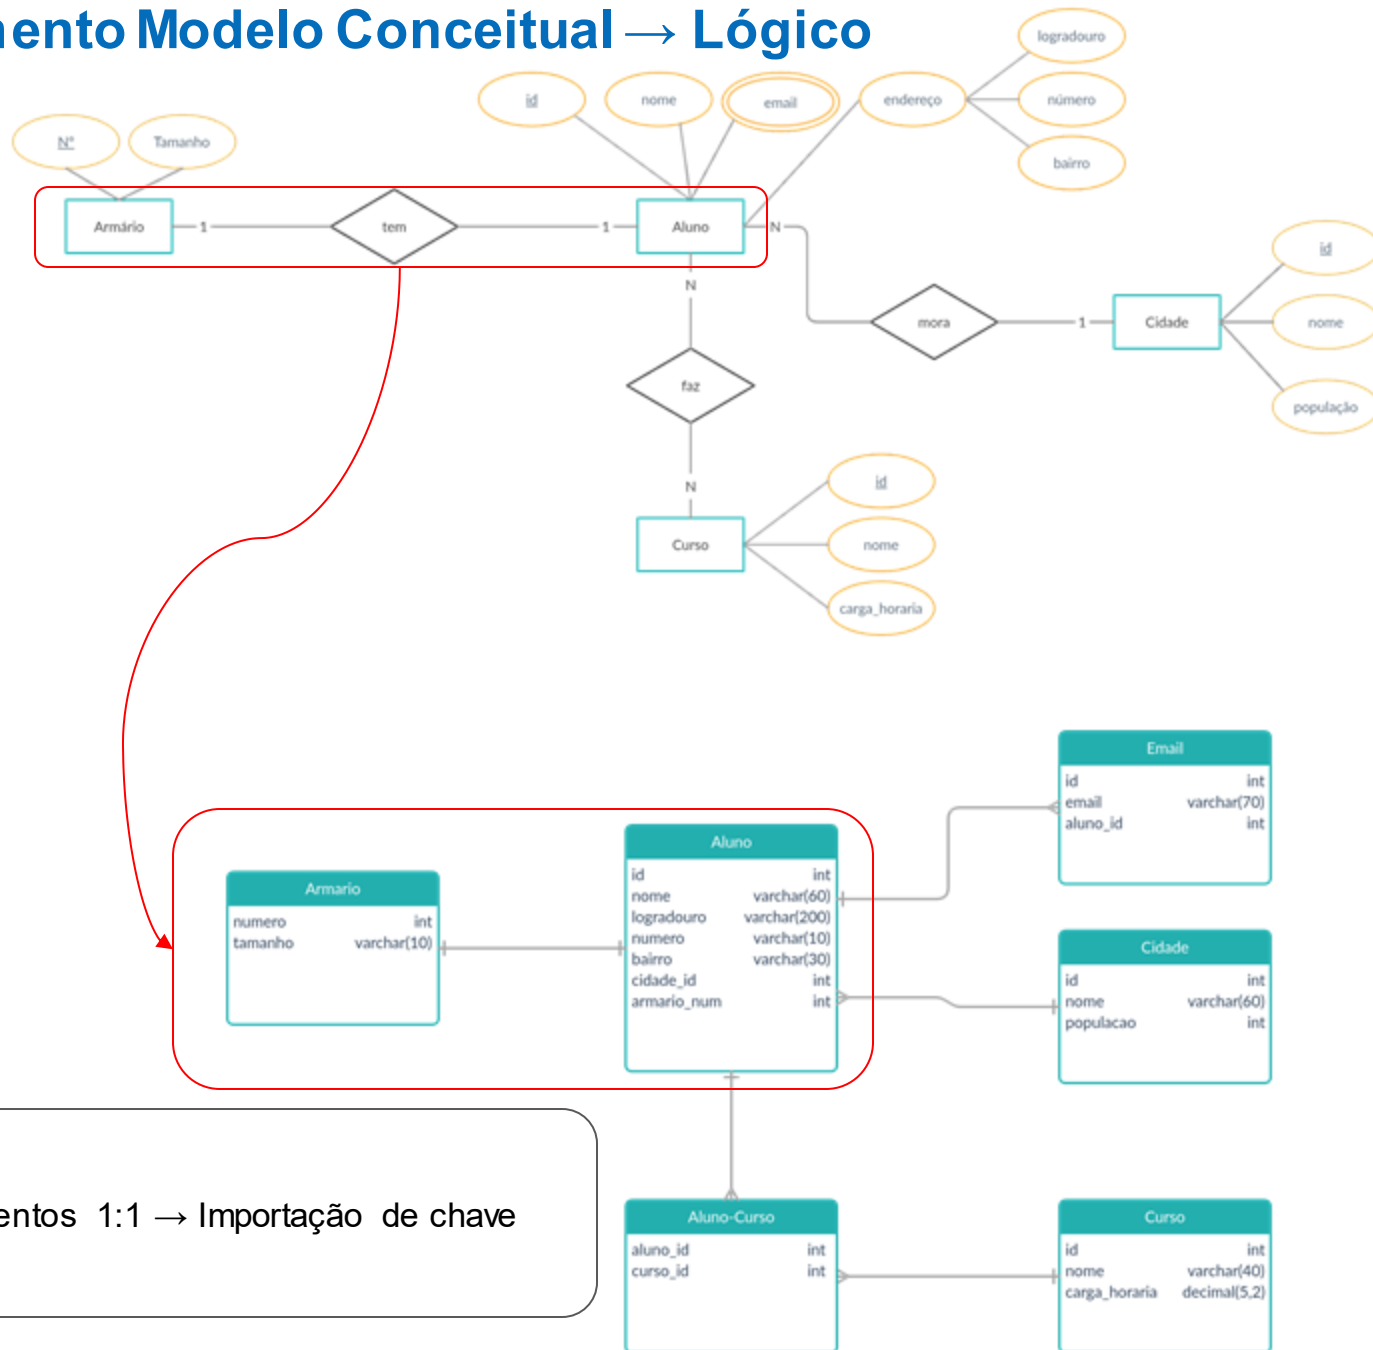 mento Modelo Conceitual → Lógico
logradouro
id
nome
email
endereço
número
Nº
Tamanho
bairro
Armário
1
tem
1
Aluno
N
id
N
mora
1
Cidade
nome
faz
população
N
id
Curso
nome
carga_horaria
Email
id int
email varchar(70)
aluno_id int
Aluno
id int
nome varchar(60)
logradouro varchar(200)
numero varchar(10)
bairro varchar(30)
cidade_id int
armario_num int
Armario
numero int
tamanho varchar(10)
Cidade
id int
nome varchar(60)
populacao int
entos 1:1 → Importação de chave
Aluno-Curso
aluno_id int
curso_id int
Curso
id int
nome varchar(40)
carga_horaria decimal(5,2)